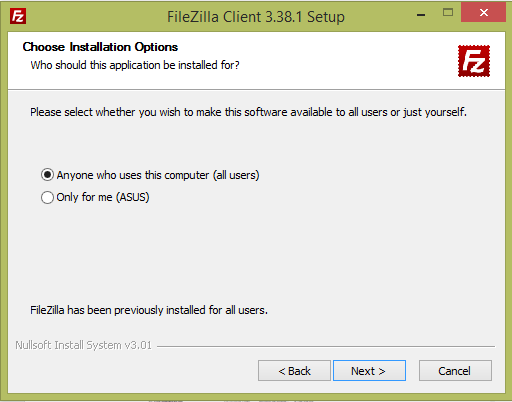 FileZilla Client 3.38.1 Setup
Choose Installation Options
Who should this application be installed for?
Please select whether you wish to make this software available to all users or just yourself.
Anyone who uses this computer (all users)
Only for me (ASUS)
FileZilla has been previously installed for all users.
Nullsoft Install System v3.01
< Back
Next >
Cancel